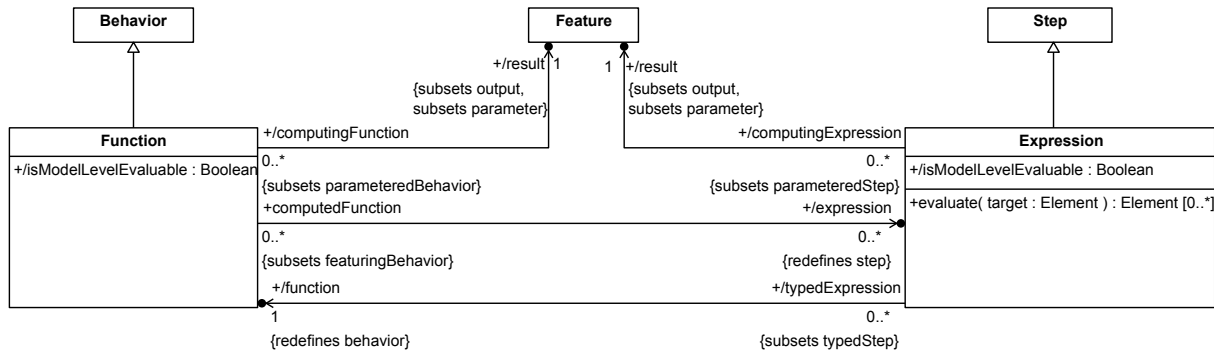 Behavior
Feature
Step
+/result 1
1 +/result
{subsets output,
subsets parameter}
{subsets output,
subsets parameter}
Function
+/isModelLevelEvaluable : Boolean
+/computingFunction
0..*
{subsets parameteredBehavior}
+/computingExpression
0..*
{subsets parameteredStep}
Expression
+/isModelLevelEvaluable : Boolean
+evaluate( target : Element ) : Element [0..*]
+computedFunction
0..*
{subsets featuringBehavior}
+/expression
0..*
{redefines step}
+/function
1
{redefines behavior}
+/typedExpression
0..*
{subsets typedStep}